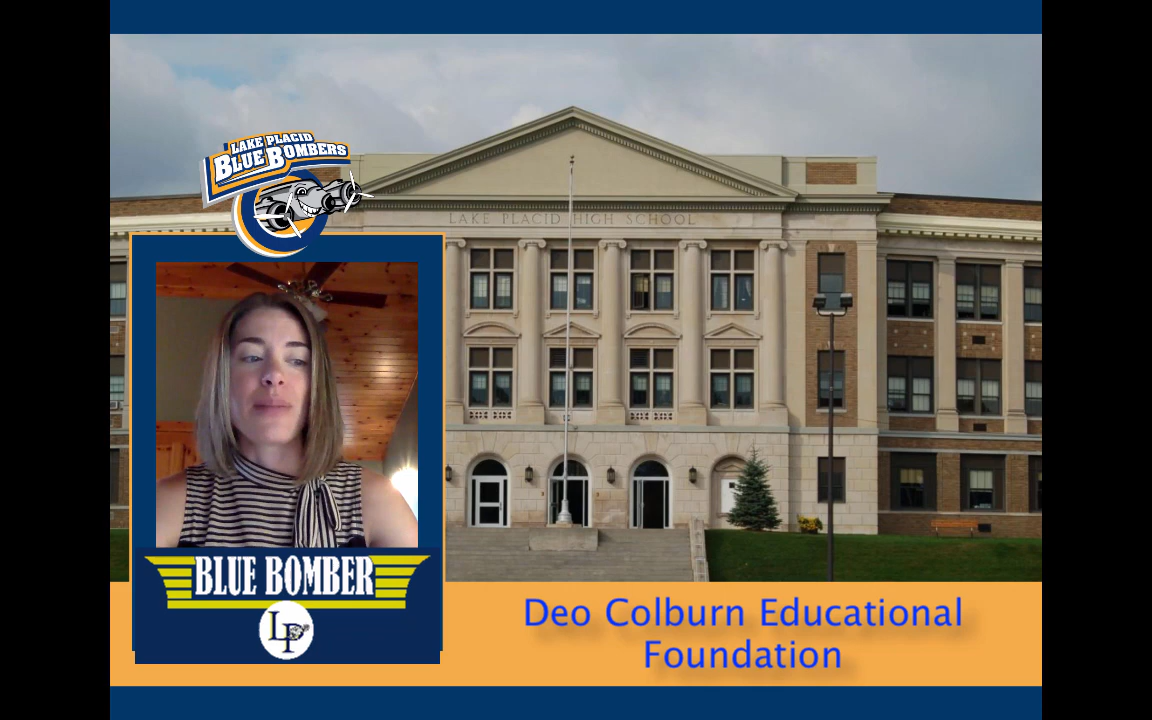 LAKE PLACID
BLUE BOMBERS
LAKE PLACID HIGH SCHOOL
BLUE BOMBER
LP
Deo Colburn Educational
Foundation